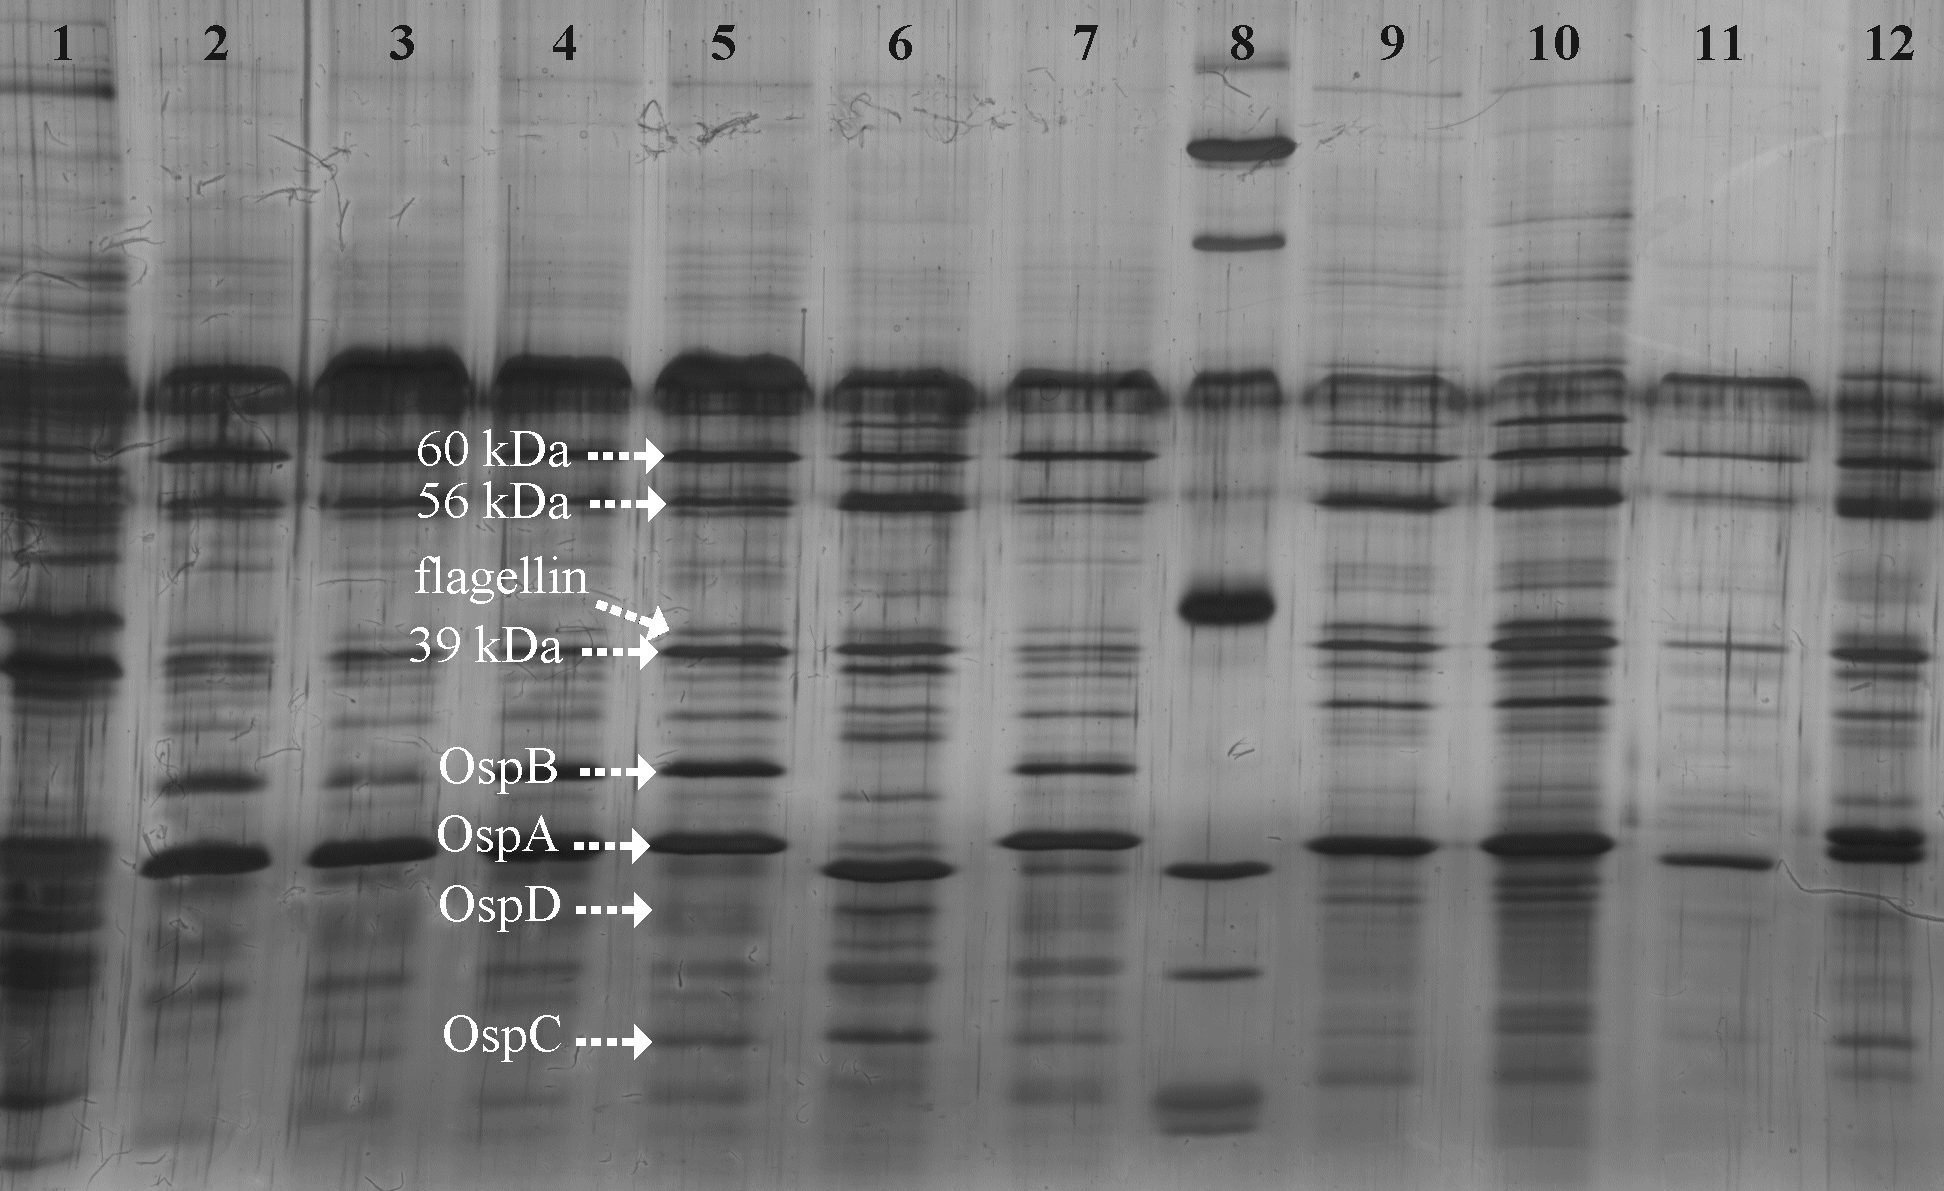 1 2 3 4 5 6 7 8 9 10 11 12
60 kDa
56 kDa
flagellin
39 kDa
OspB
OspA
OspD
OspC